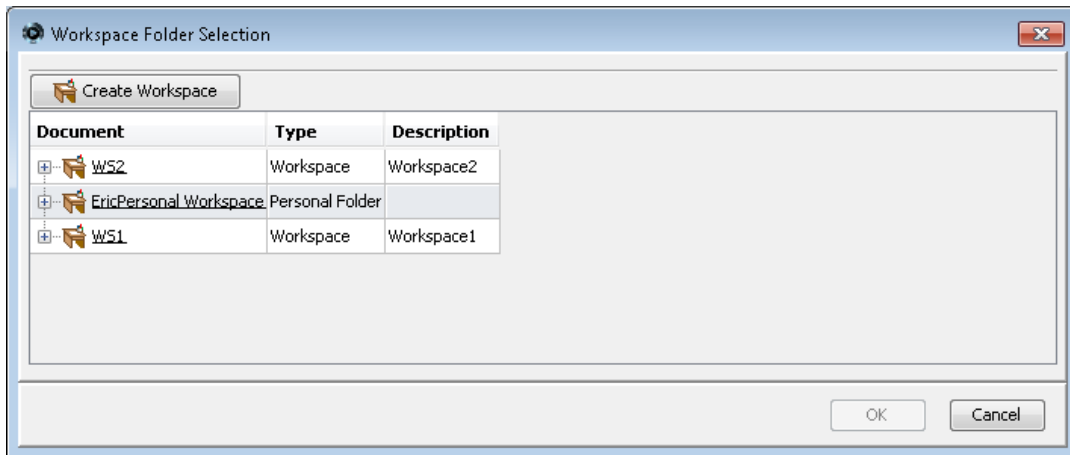 Workspace Folder Selection
Create Workspace
Document Type Description
WS2 Workspace Workspace2
EricPersonal Workspace Personal Folder
WS1 Workspace Workspace1
OK Cancel